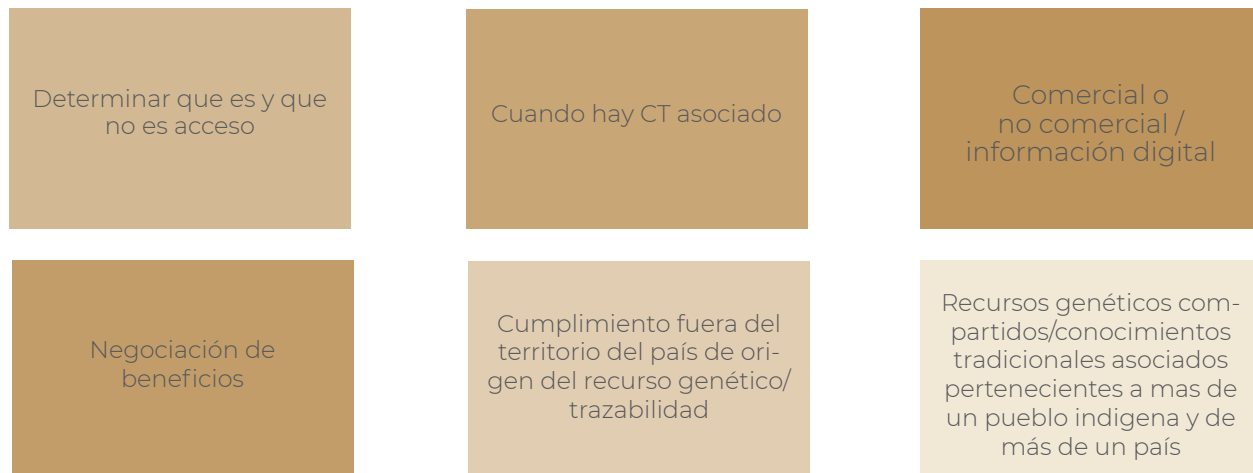 Determinar que es y que
no es acceso
Cuando hay CT asociado
Comercial o
no comercial /
información digital
Negociación de
beneficios
Cumplimiento fuera del
territorio del país de ori-
gen del recurso genético/
trazabilidad
Recursos genéticos com-
partidos/conocimientos
tradicionales asociados
pertenecientes a mas de
un pueblo indigena y de
más de un país